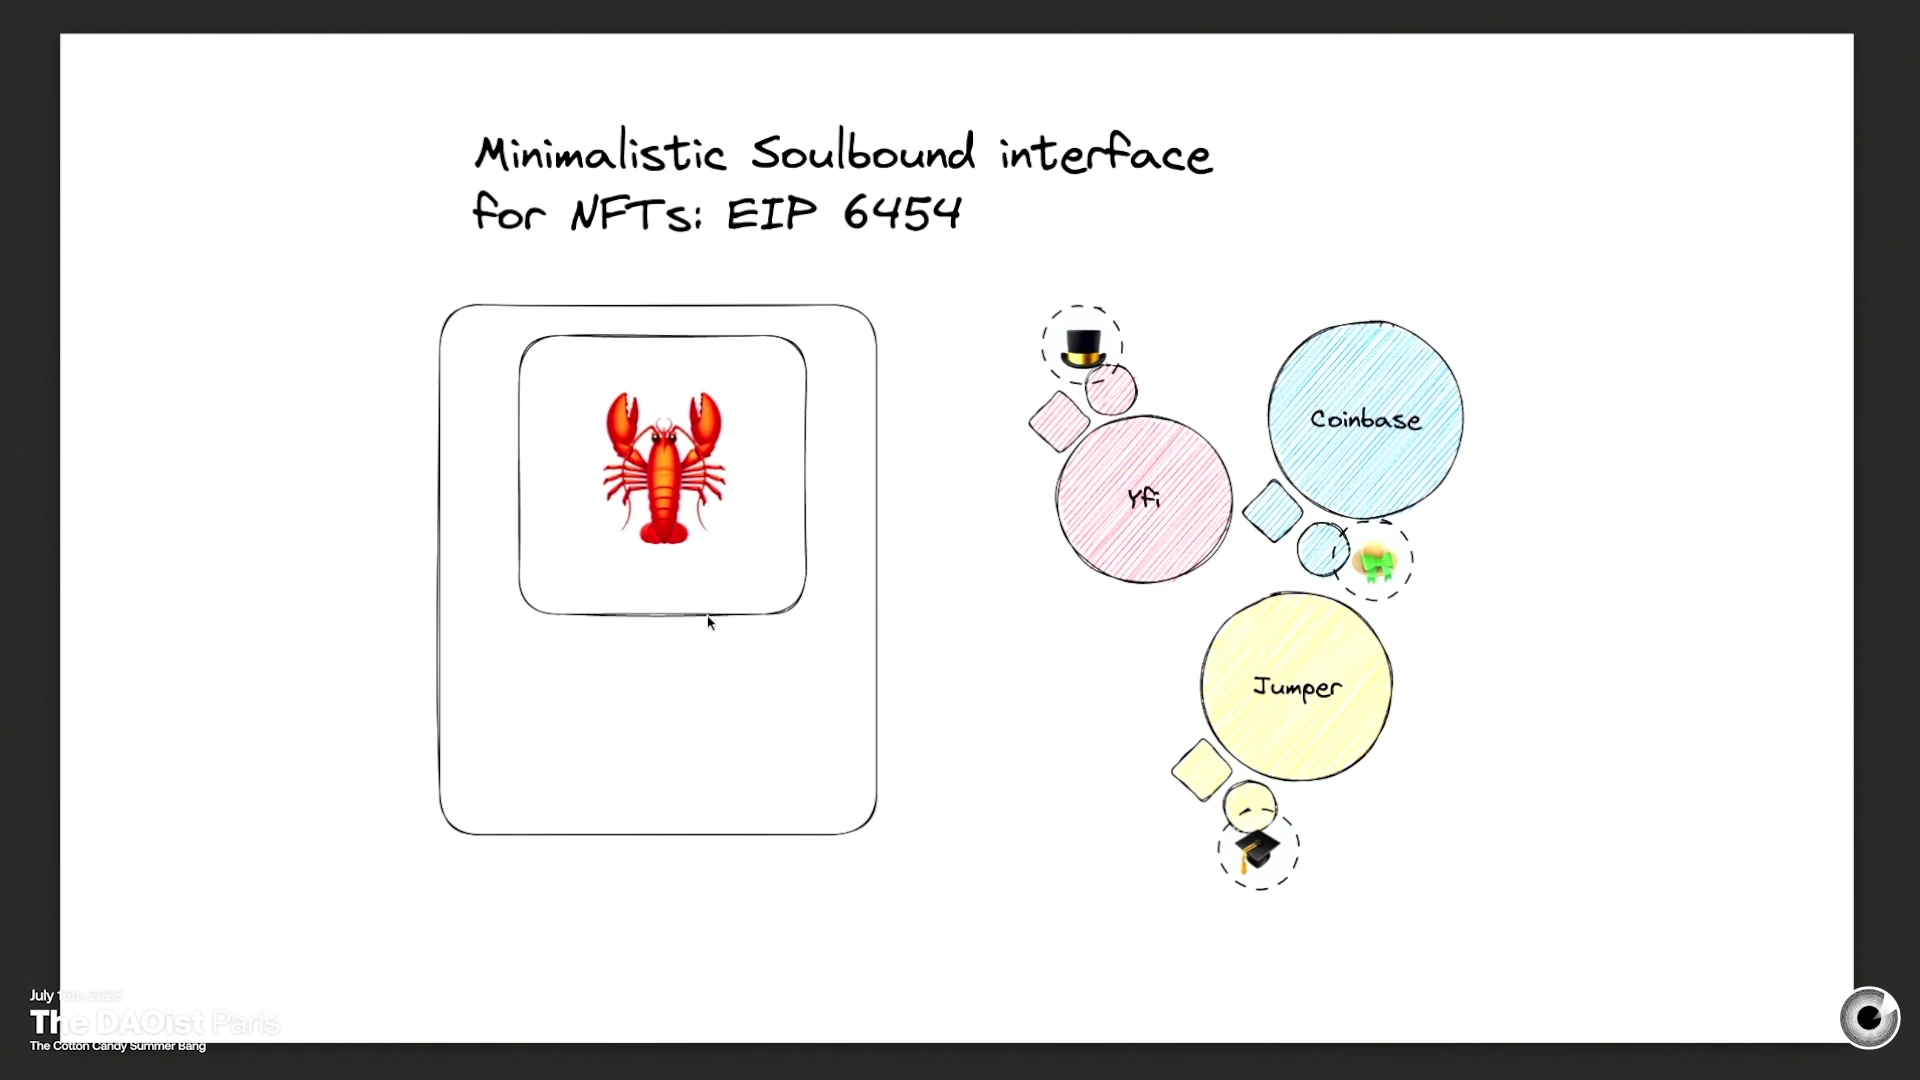 Minimalistic Soulbound interface
for NFTs: EIP 6454
Coinbase
Yfi
Jumper
July 2023
The DAOist Paris
The Cotton Candy Summer Bang